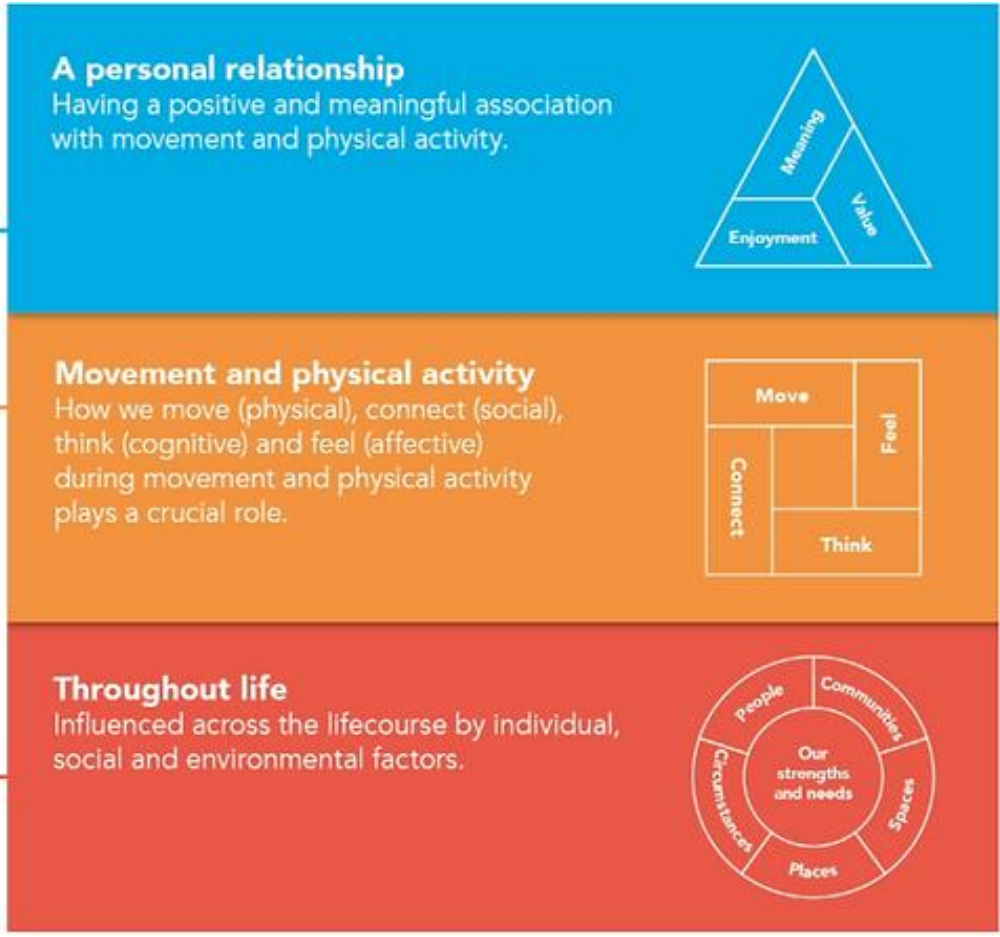 A personal relationship
Having a positive and meaningful association
with movement and physical activity.
Meaning
Value
Enjoyment
Movement and physical activity
How we move (physical), connect (social),
think (cognitive) and feel (affective)
during movement and physical activity
plays a crucial role.
Move
Feel
Connect
Think
Throughout life
Influenced across the lifecourse by individual,
social and environmental factors.
People
Communities
Circumstances
Our
strengths
and needs
Spaces
Places